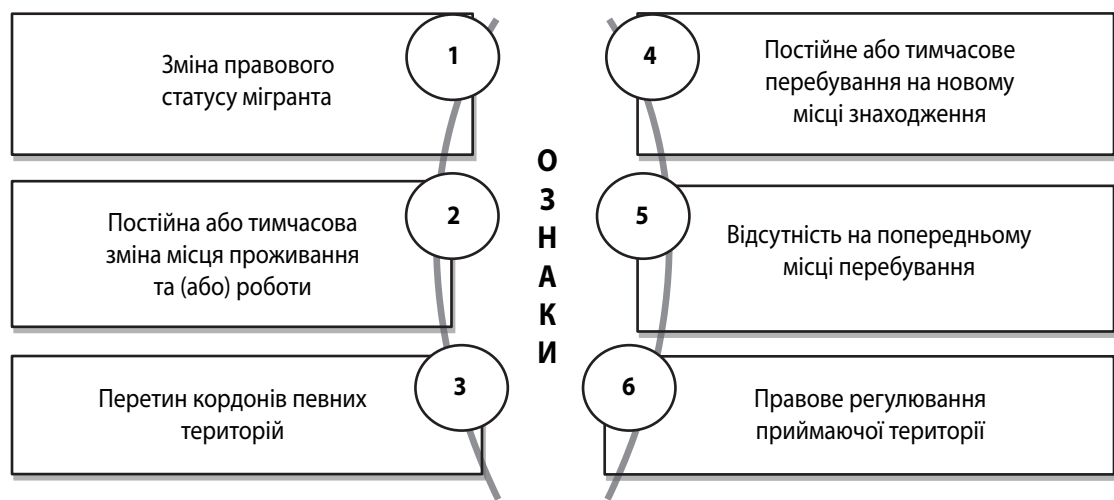 Зміна правового
статусу мігранта
1
Постійна або тимчасова
зміна місця проживання
та (або) роботи
2
Перетин кордонів певних
територій
3
О
З
Н
А
К
И
4
Постійне або тимчасове
перебування на новому
місці знаходження
5
Відсутність на попередньому
місці перебування
6
Правове регулювання
приймаючої території